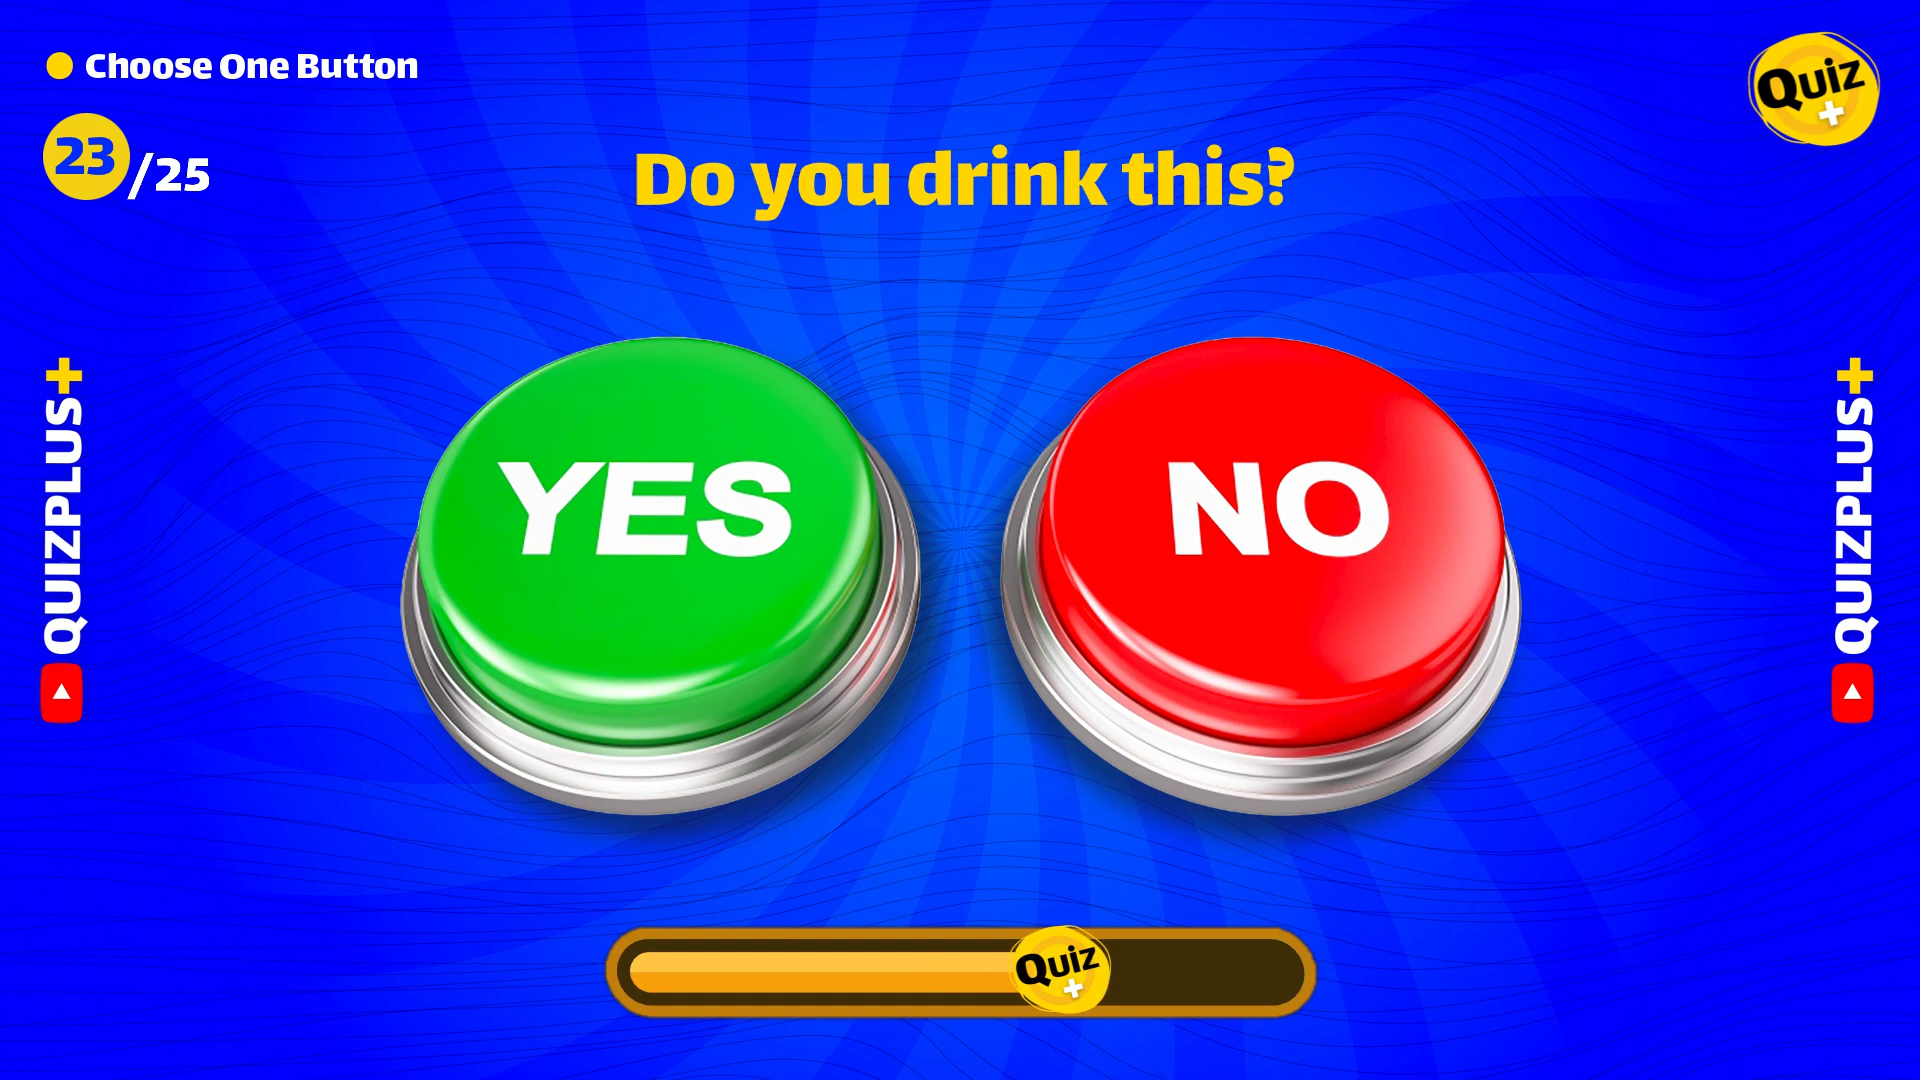 Choose One Button
23/25
Quiz
+
Do you drink this?
YES
NO
QUIZPLUS+
QUIZPLUS+
Quiz
+